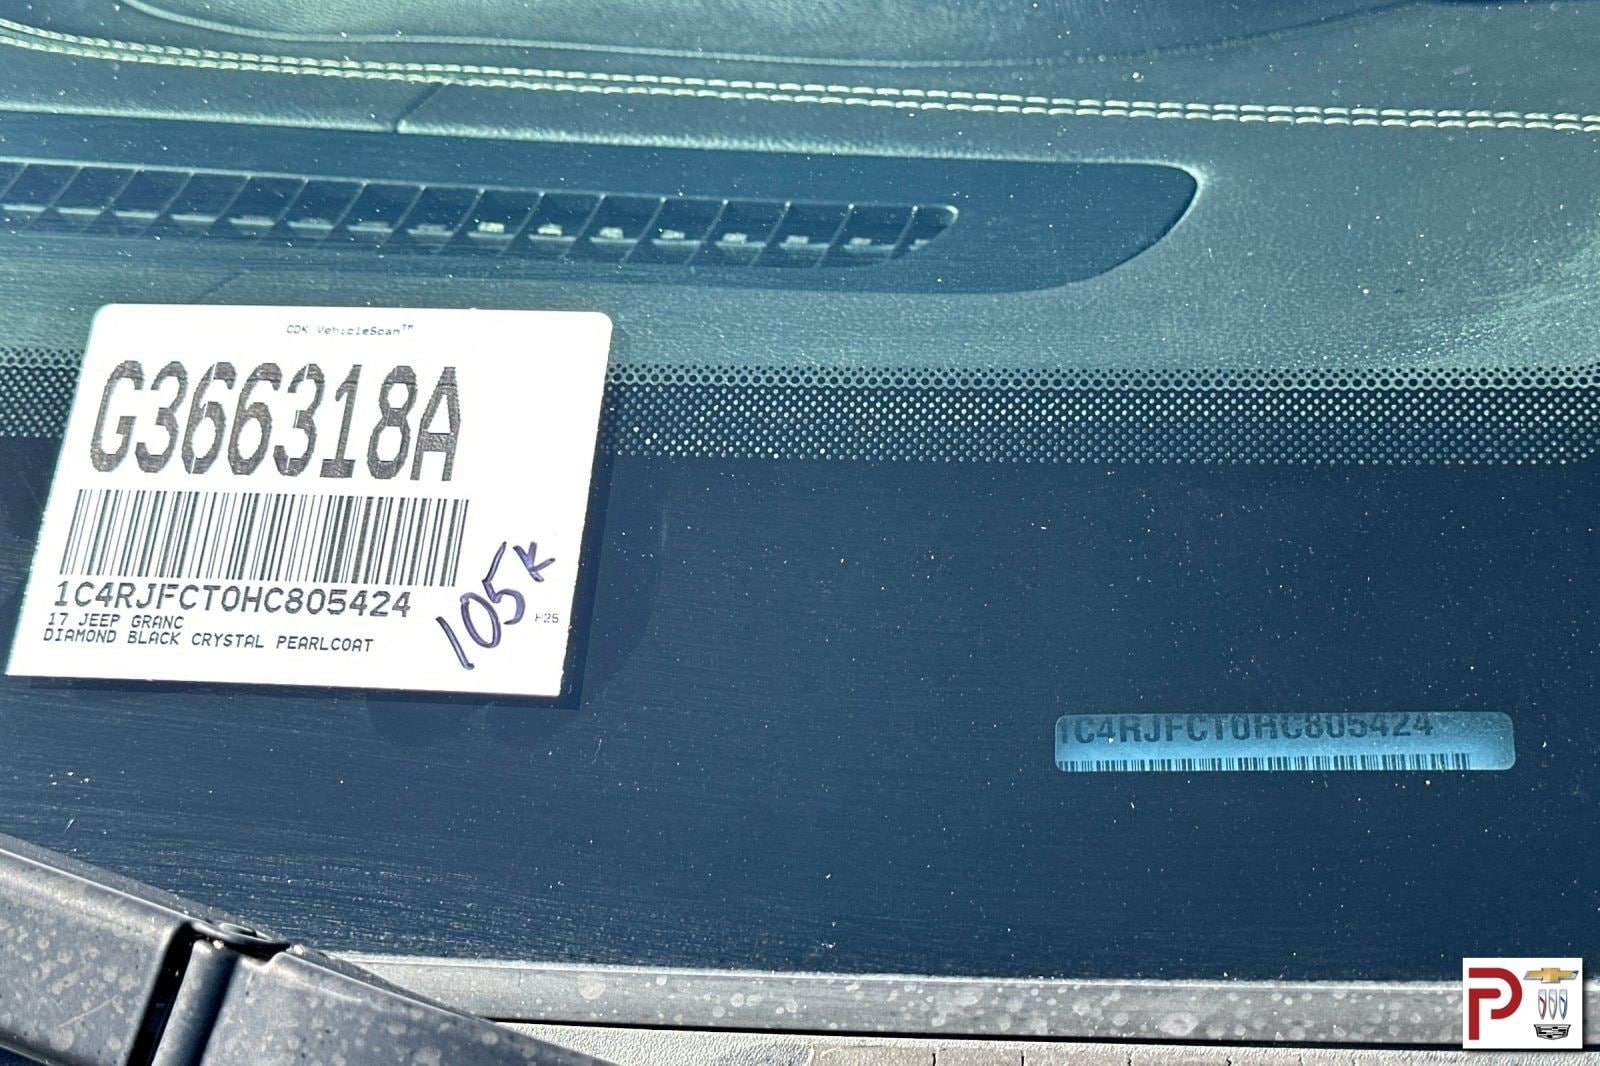 CDK VehicleScan™
G366318A
1C4RJFCT0HC805424
105K
H25
17 JEEP GRANC
DIAMOND BLACK CRYSTAL PEARLCOAT
1C4RJFCT0HC805424
P